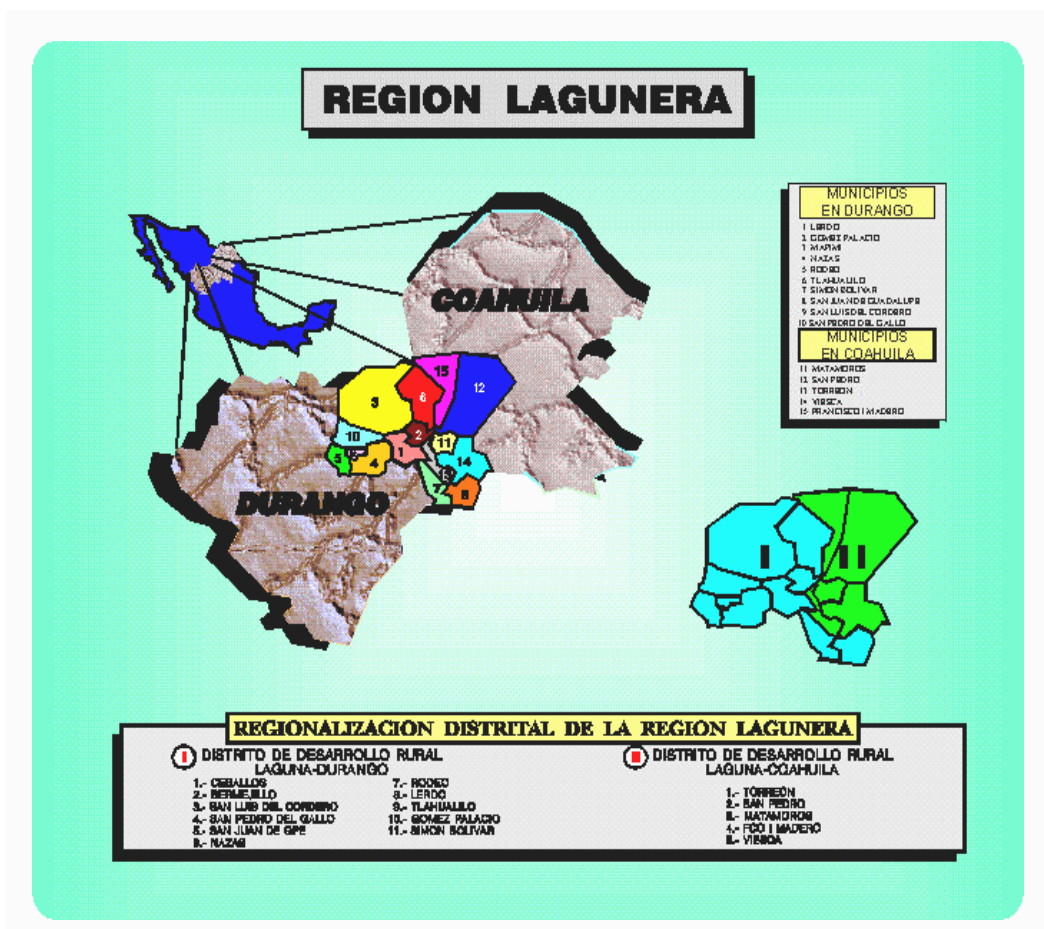 REGION LAGUNERA
MUNICIPIOS
EN DURANGO
1 LERDO
2 GOMEZ PALACIO
3 MAPIMI
4 NAZAS
5 RODEO
6 TLAHUALILO
7 SIMON BOLIVAR
8 SAN JUAN DE GUADALUPE
9 SAN LUIS DEL CORDERO
10 SAN PEDRO DEL GALLO
MUNICIPIOS
EN COAHUILA
11 MATAMOROS
12 SAN PEDRO
13 TORREON
14 VIESCA
15 FRANCISCO I MADERO
COAHUILA
15
12
3
6
10
2
11
1
5
4
14
7
8
DURANGO
I
II
REGIONALIZACION DISTRITAL DE LA REGION LAGUNERA
I DISTRITO DE DESARROLLO RURAL
LAGUNA-DURANGO
1.- CEBALLOS
2.- BERMEJILLO
3.- SAN LUIS DEL CORDERO
4.- SAN PEDRO DEL GALLO
5.- SAN JUAN DE GPE
6.- NAZAS
7.- RODEO
8.- LERDO
9.- TLAHUALILO
10.- GOMEZ PALACIO
11.- SIMON BOLIVAR
II DISTRITO DE DESARROLLO RURAL
LAGUNA-COAHUILA
1.- TORREÓN
2.- SAN PEDRO
3.- MATAMOROS
4.- FCO I MADERO
5.- VIESCA